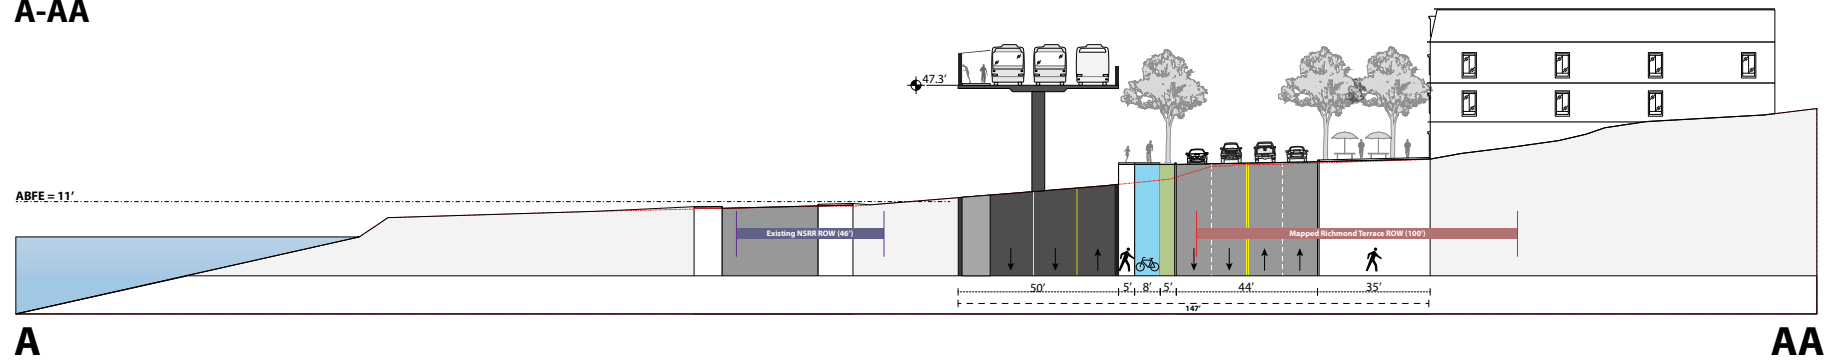 A-AA
47.3'
ABFE = 11'
Existing NSRR ROW (46')
Mapped Richmond Terrace ROW (100')
50' 5' 8' 5' 44' 35'
147'
A AA